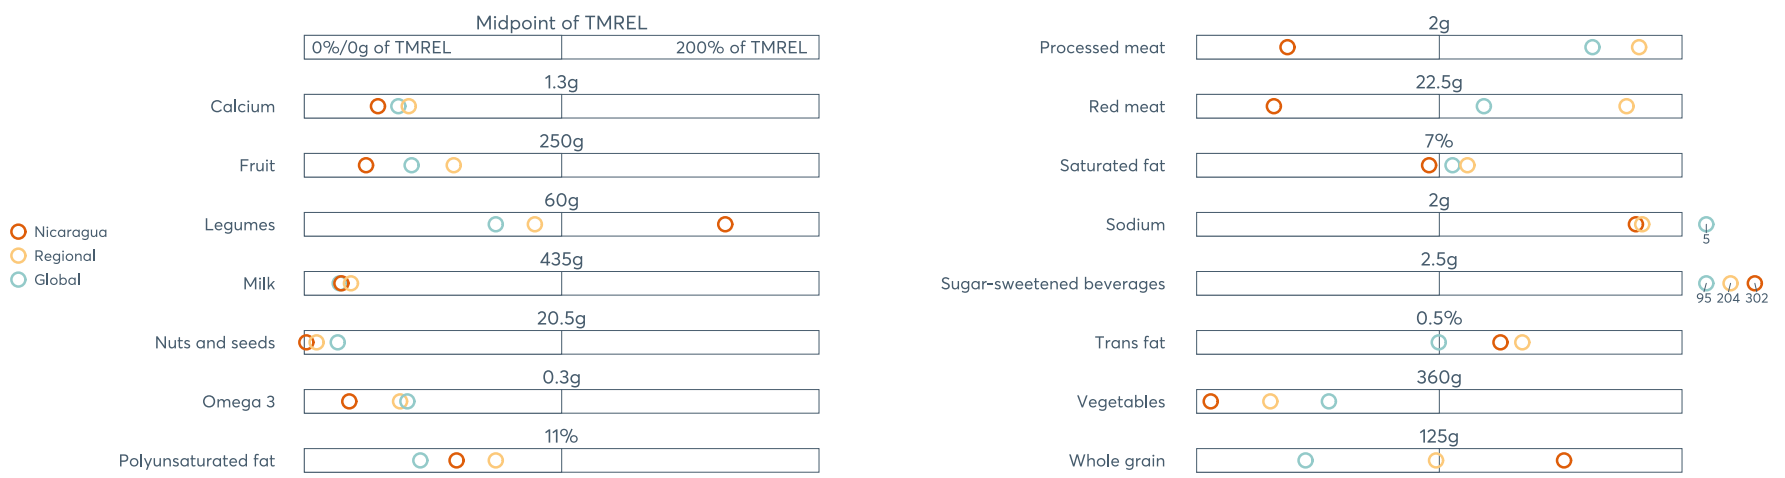 Midpoint of TMREL
0%/0g of TMREL 200% of TMREL
Calcium 1.3g
Fruit 250g
Legumes 60g
Milk 435g
Nuts and seeds 20.5g
Omega 3 0.3g
Polyunsaturated fat 11%
Nicaragua
Regional
Global
Processed meat 2g
Red meat 22.5g
Saturated fat 7%
Sodium 2g
5
Sugar-sweetened beverages 2.5g
95 204 302
Trans fat 0.5%
Vegetables 360g
Whole grain 125g